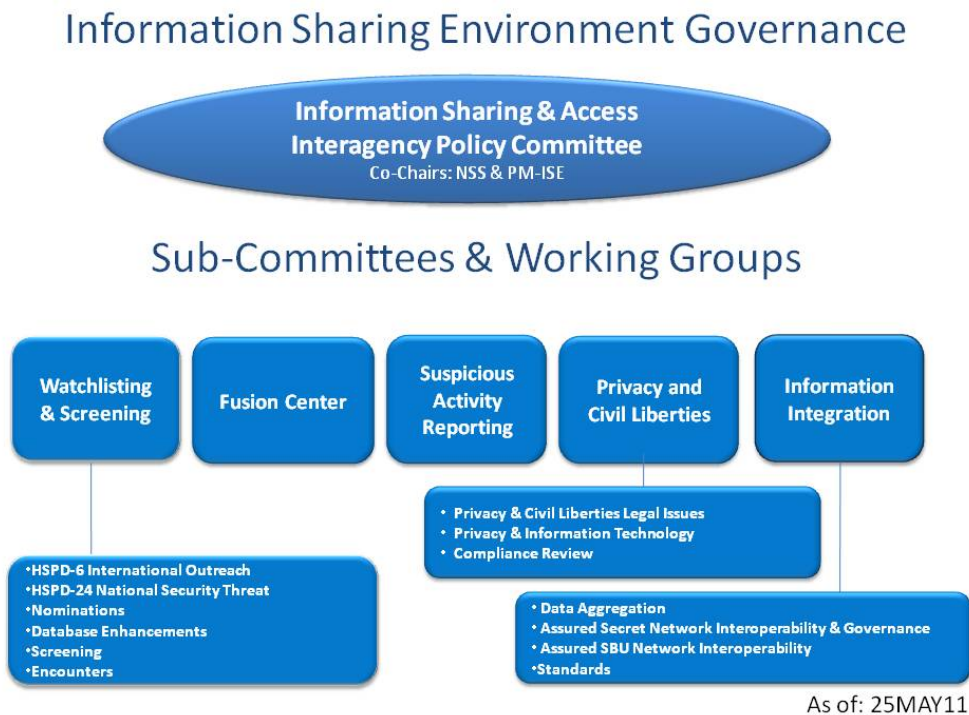 Information Sharing Environment Governance
Information Sharing & Access
Interagency Policy Committee
Co-Chairs: NSS & PM-ISE
Sub-Committees & Working Groups
Watchlisting
& Screening
Fusion Center
Suspicious
Activity
Reporting
Privacy and
Civil Liberties
Information
Integration
• Privacy & Civil Liberties Legal Issues
• Privacy & Information Technology
• Compliance Review
•HSPD-6 International Outreach
•HSPD-24 National Security Threat
•Nominations
•Database Enhancements
•Screening
•Encounters
• Data Aggregation
• Assured Secret Network Interoperability & Governance
• Assured SBU Network Interoperability
•Standards
As of: 25MAY11